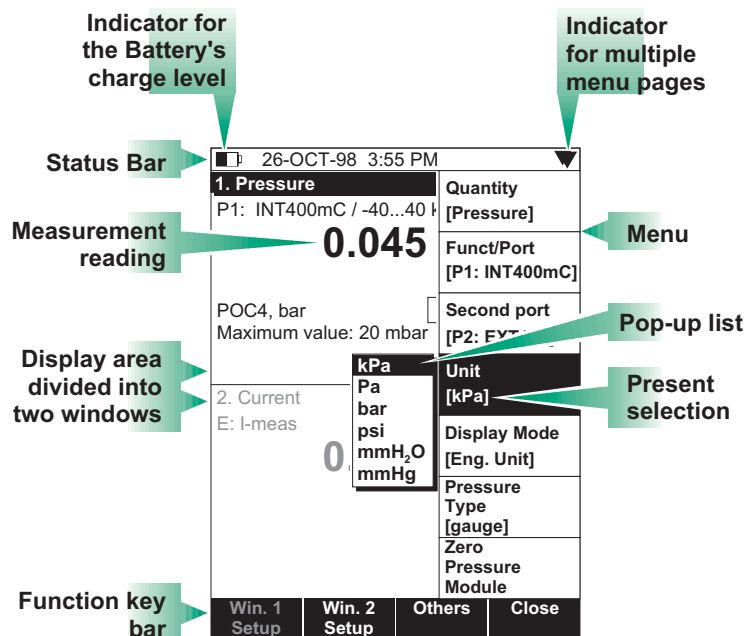 Indicator for
the Battery's
charge level
Indicator
for multiple
menu pages
Status Bar
26-OCT-98 3:55 PM
1. Pressure
P1: INT400mC / -40...40
Measurement
reading
0.045
POC4, bar
Maximum value: 20 mbar
Display area
divided into
two windows
2. Current
E: I-meas
0.
kPa
Pa
bar
psi
mmH₂O
mmHg
Quantity
[Pressure]
Funct/Port
[P1: INT400mC]
Second port
[P2: EXT
Unit
[kPa]
Display Mode
[Eng. Unit]
Pressure
Type
[gauge]
Zero
Pressure
Module
Menu
Pop-up list
Present
selection
Function key
bar
Win. 1
Setup
Win. 2
Setup
Others
Close